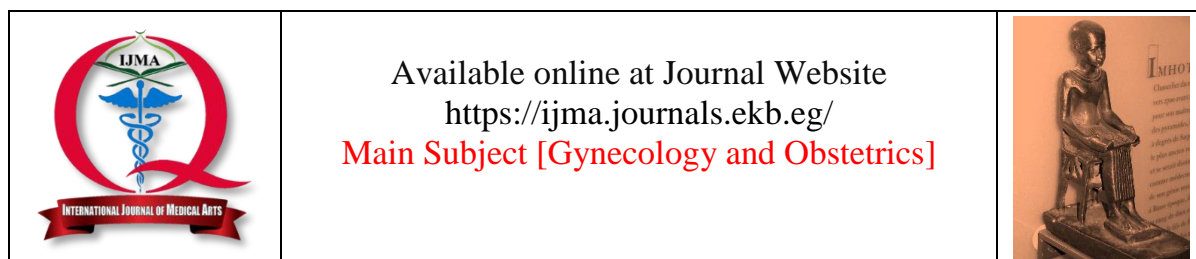 IJMA
INTERNATIONAL JOURNAL OF MEDICAL ARTS
Available online at Journal Website
https://ijma.journals.ekb.eg/
Main Subject [Gynecology and Obstetrics]
IMHOT